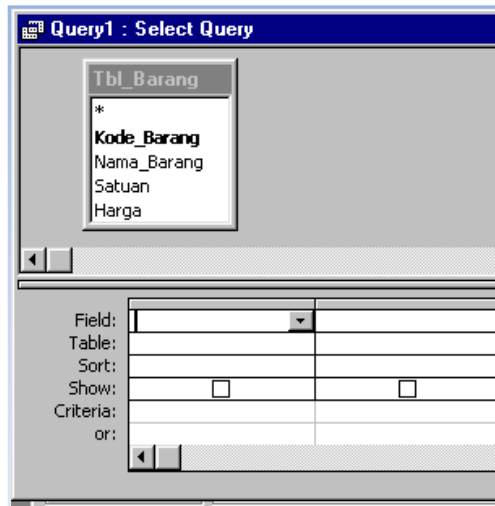 Query1 : Select Query
Tbl_Barang
*
Kode_Barang
Nama_Barang
Satuan
Harga
Field:
Table:
Sort:
Show:
Criteria:
or: